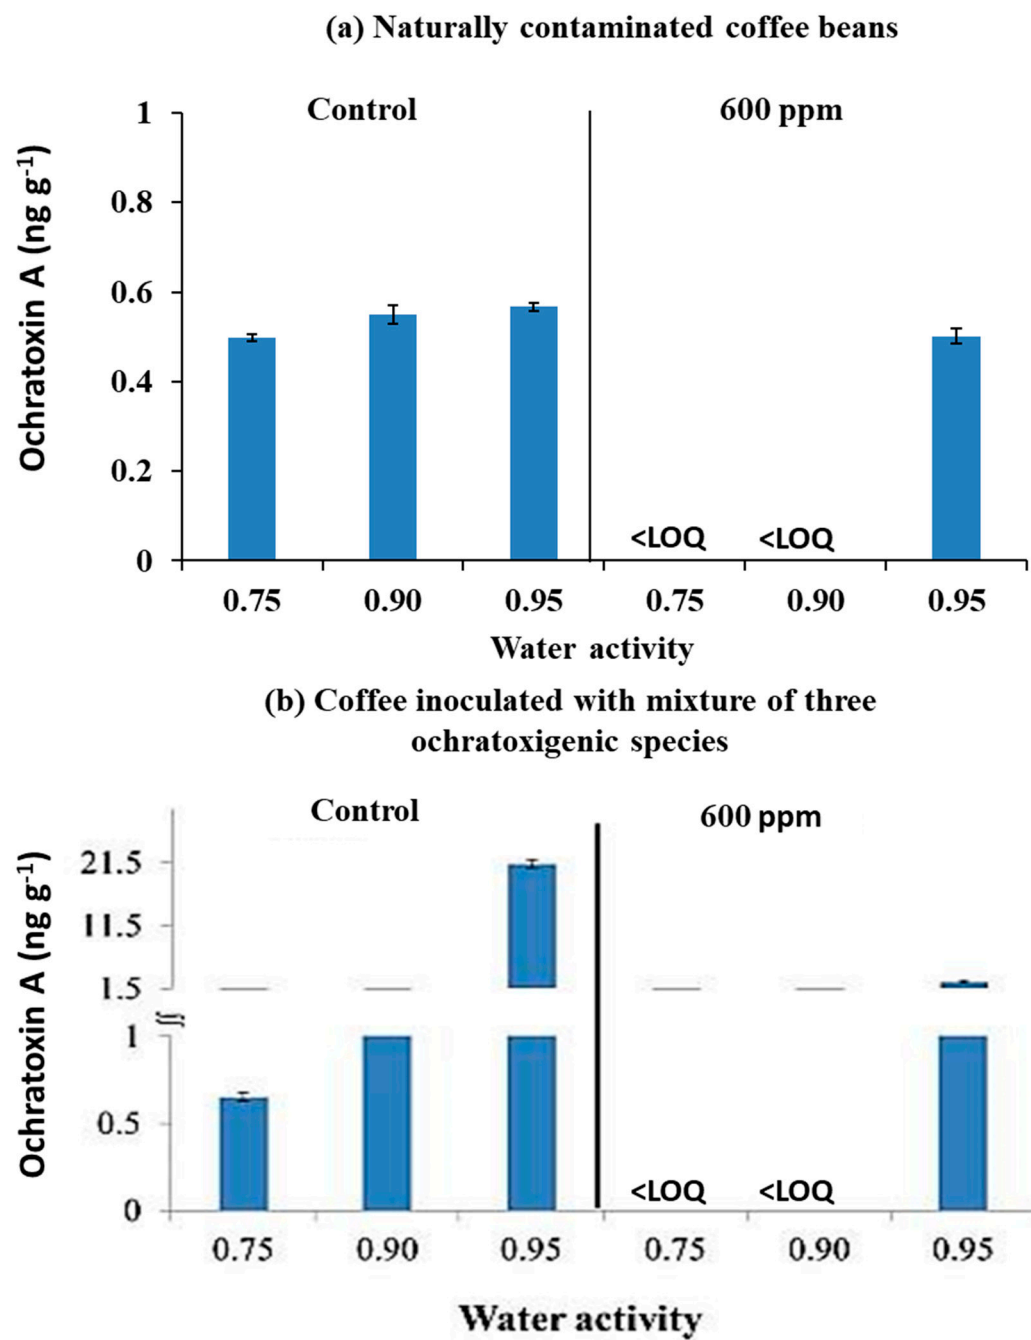 (a) Naturally contaminated coffee beans
Control
600 ppm
Ochratoxin A (ng g⁻¹)
1
0.8
0.6
0.4
0.2
0
<LOQ
<LOQ
0.75
0.90
0.95
0.75
0.90
0.95
Water activity
(b) Coffee inoculated with mixture of three
ochratoxigenic species
Control
600 ppm
Ochratoxin A (ng g⁻¹)
21.5
11.5
1.5
1
0.5
0
<LOQ
<LOQ
0.75
0.90
0.95
0.75
0.90
0.95
Water activity